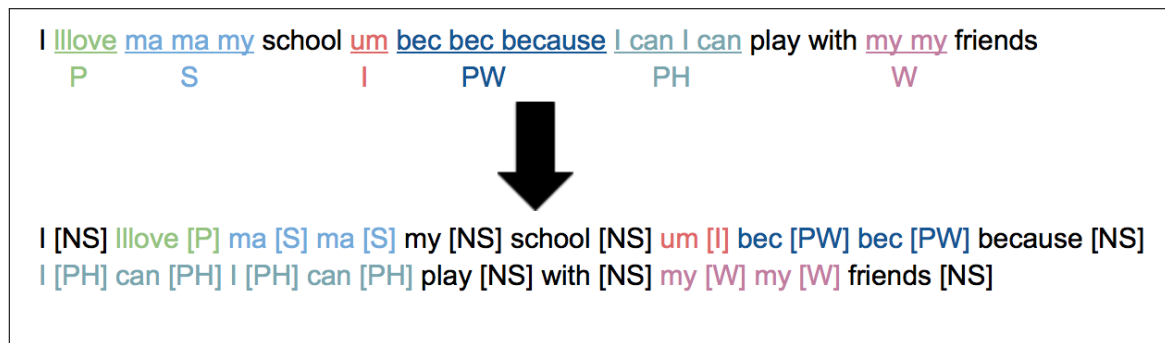 I lllove ma ma my school um bec bec because I can I can play with my my friends
P S I PW PH W
I [NS] lllove [P] ma [S] ma [S] my [NS] school [NS] um [I] bec [PW] bec [PW] because [NS]
I [PH] can [PH] I [PH] can [PH] play [NS] with [NS] my [W] my [W] friends [NS]